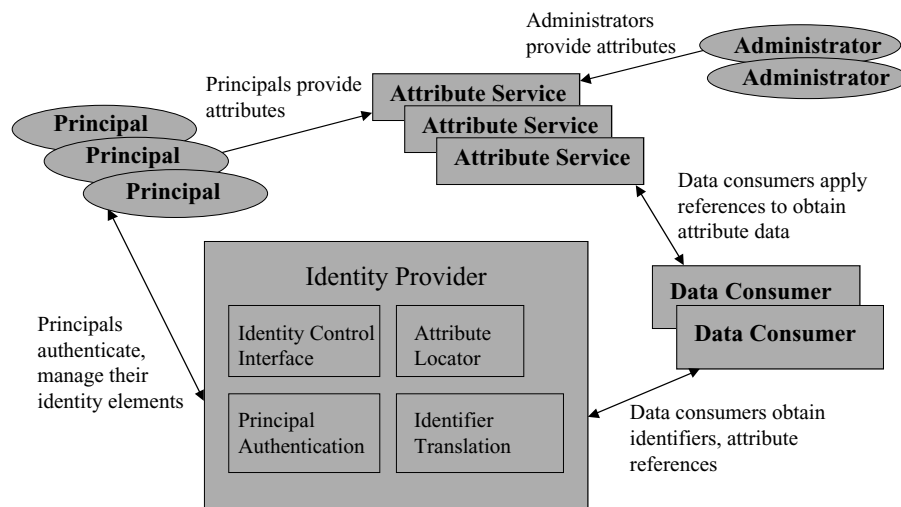 Administrators
provide attributes
Administrator
Administrator
Principals provide
attributes
Attribute Service
Attribute Service
Attribute Service
Principal
Principal
Principal
Data consumers apply
references to obtain
attribute data
Identity Provider
Identity Control
Interface
Attribute
Locator
Principal
Authentication
Identifier
Translation
Data Consumer
Data Consumer
Principals
authenticate,
manage their
identity elements
Data consumers obtain
identifiers, attribute
references